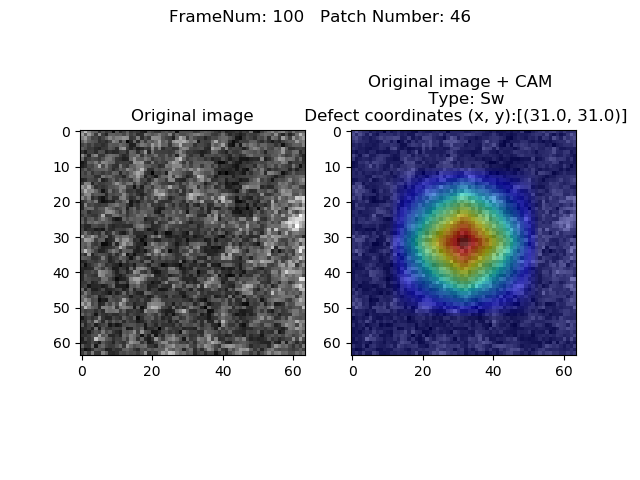 FrameNum: 100   Patch Number: 46
Original image
0
10
20
30
40
50
60
0 20 40 60
Original image + CAM
Type: Sw
Defect coordinates (x, y):[(31.0, 31.0)]
0
10
20
30
40
50
60
0 20 40 60